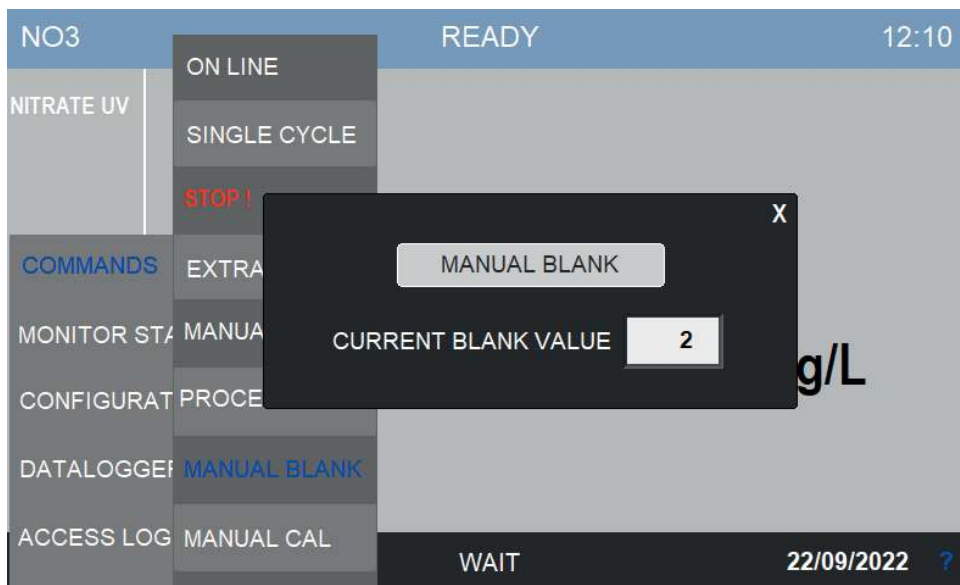 NO3 READY 12:10
NITRATE UV
ON LINE
SINGLE CYCLE
STOP !
COMMANDS
EXTRA
MONITOR STA
MANUA
CONFIGURAT
PROCE
DATALOGGER
MANUAL BLANK
ACCESS LOG
MANUAL CAL
X
MANUAL BLANK
CURRENT BLANK VALUE 2
g/L
WAIT 22/09/2022 ?